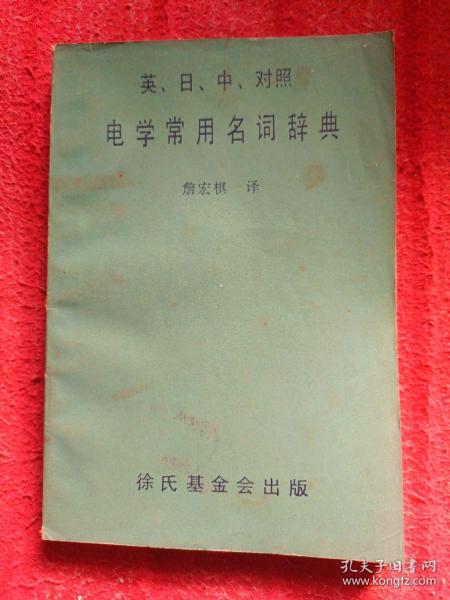 英、日、中、对照
电学常用名词辞典
詹宏棋 译
徐氏基金会出版
孔夫子旧书网
www.kongfz.com